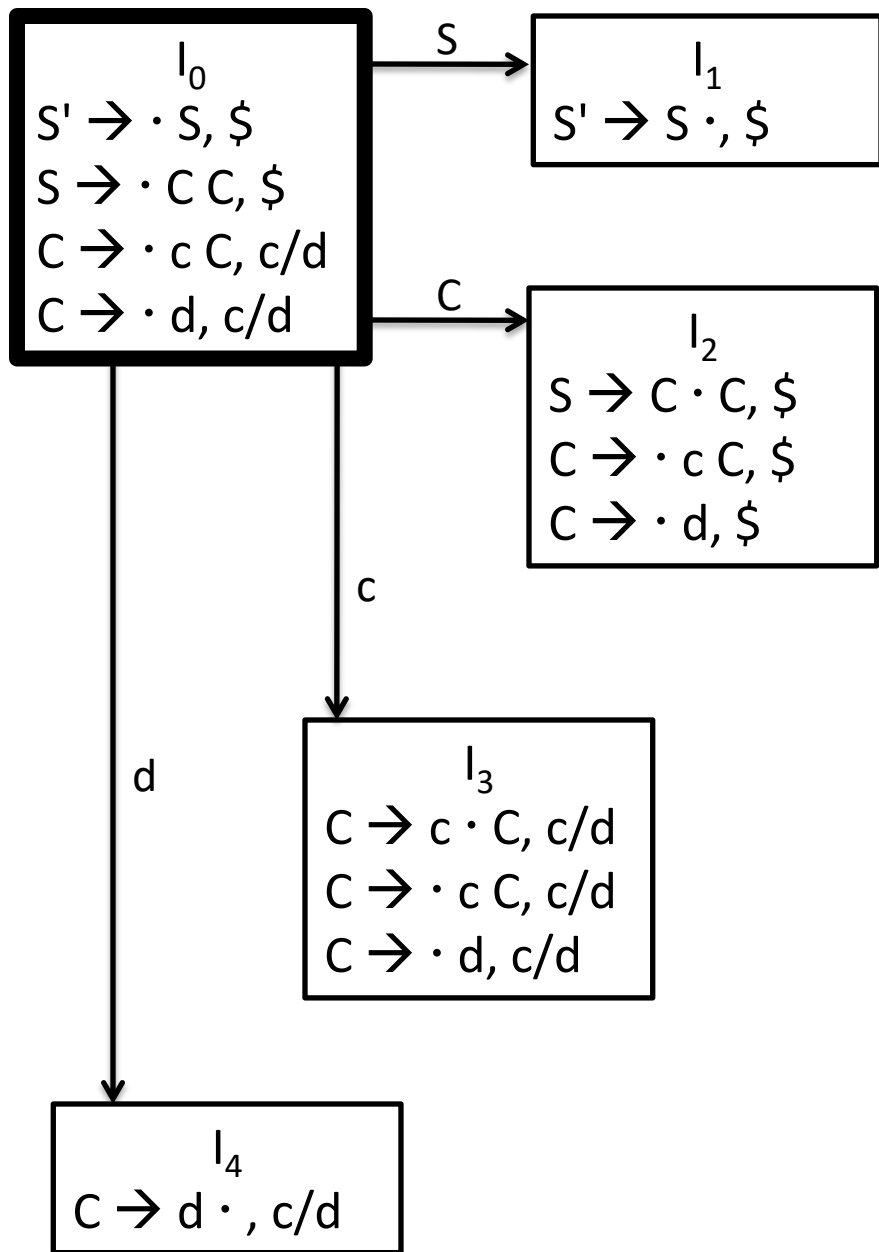 I₀
S' → · S, $
S → · C C, $
C → · c C, c/d
C → · d, c/d
S
I₁
S' → S ·, $
C
I₂
S → C · C, $
C → · c C, $
C → · d, $
c
I₃
C → c · C, c/d
C → · c C, c/d
C → · d, c/d
d
I₄
C → d · , c/d